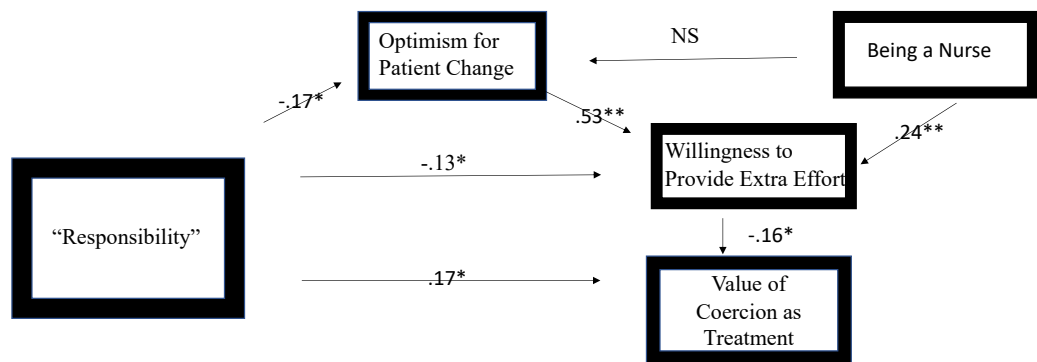 Optimism for
Patient Change
NS
Being a Nurse
-.17*
.53**
.24**
Willingness to
Provide Extra Effort
-.13*
“Responsibility”
-.16*
.17*
Value of
Coercion as
Treatment